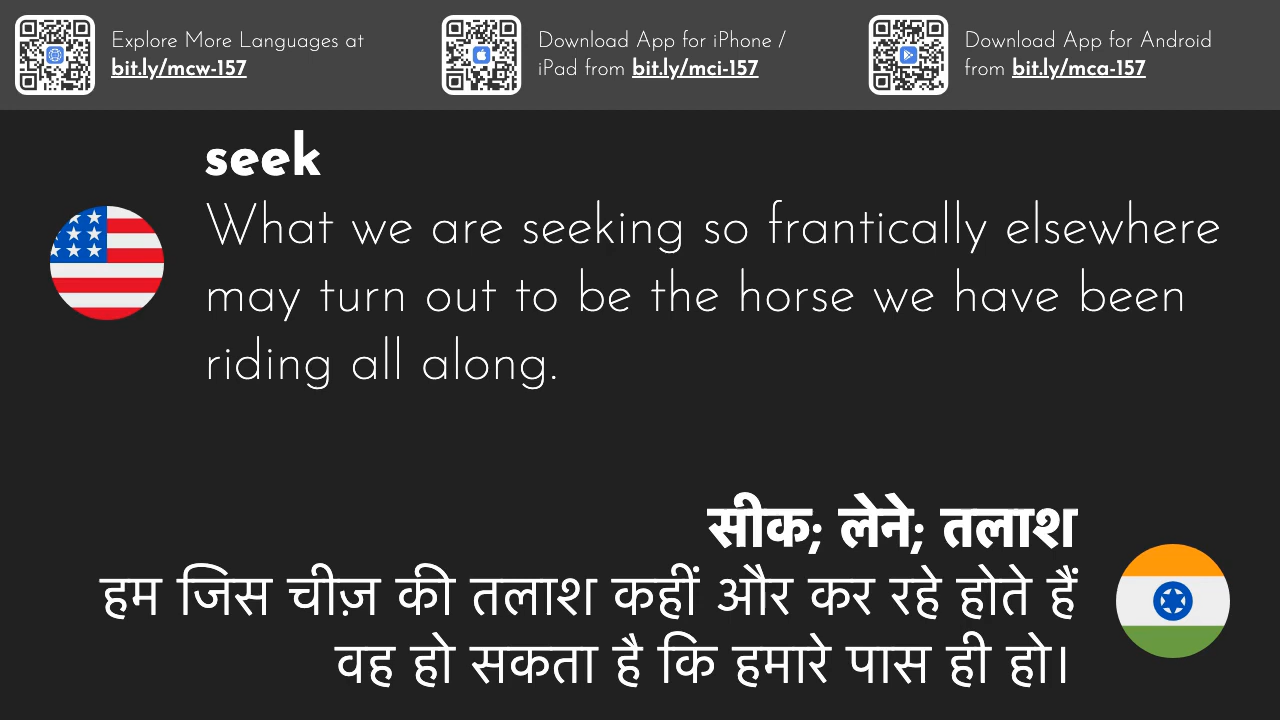 Explore More Languages at
bit.ly/mcw-157
Download App for iPhone /
iPad from bit.ly/mci-157
Download App for Android
from bit.ly/mca-157
seek
What we are seeking so frantically elsewhere
may turn out to be the horse we have been
riding all along.
सीक; लेने; तलाश
हम जिस चीज़ की तलाश कहीं और कर रहे होते हैं
वह हो सकता है कि हमारे पास ही हो।